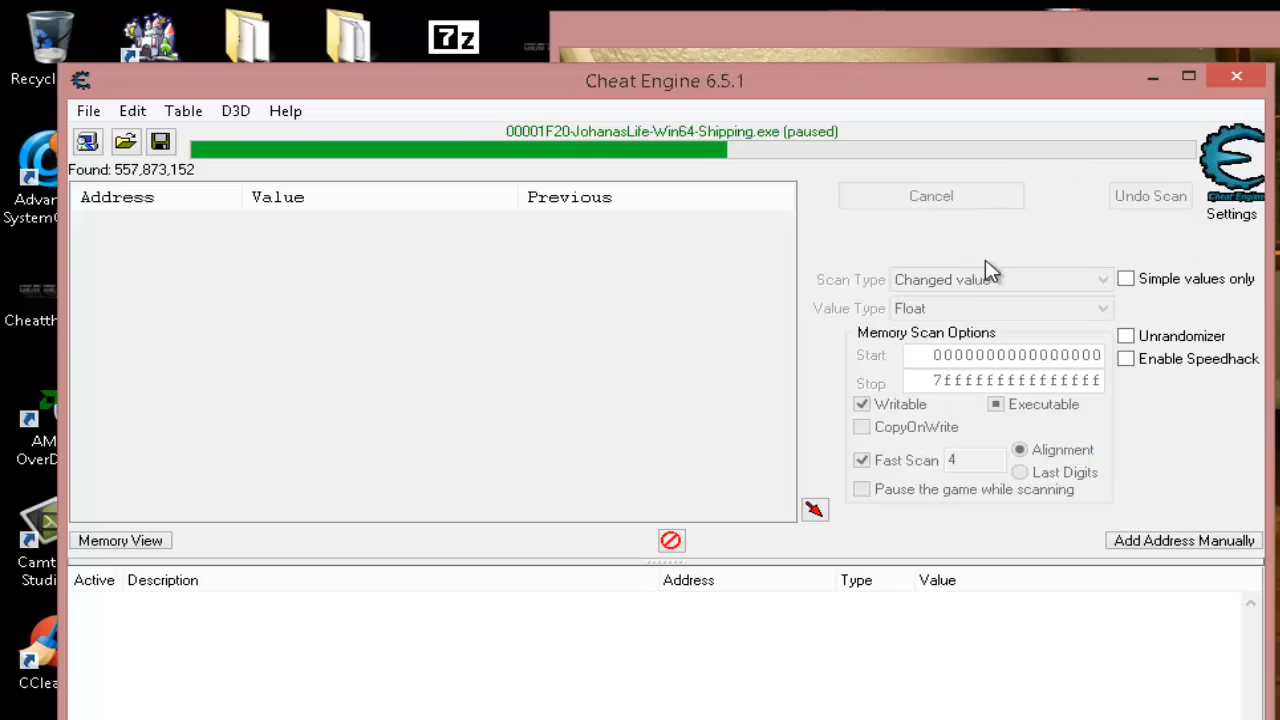 7z
Recycl
Cheat Engine 6.5.1
File Edit Table D3D Help
00001F20-JohanasLife-Win64-Shipping.exe (paused)
Found: 557,873,152
Address Value Previous
Cancel Undo Scan
Cheat Engine
Settings
Advan
SystemC
Scan Type Changed value Simple values only
Value Type Float
Memory Scan Options Unrandomizer
Start 0000000000000000
Enable Speedhack
Stop 7fffffffffffffff
Cheatth
Writable Executable
CopyOnWrite
AM
OverD
Fast Scan 4 Alignment
Last Digits
Pause the game while scanning
Memory View Add Address Manually
Camt
Studi
Active Description Address Type Value
CClea